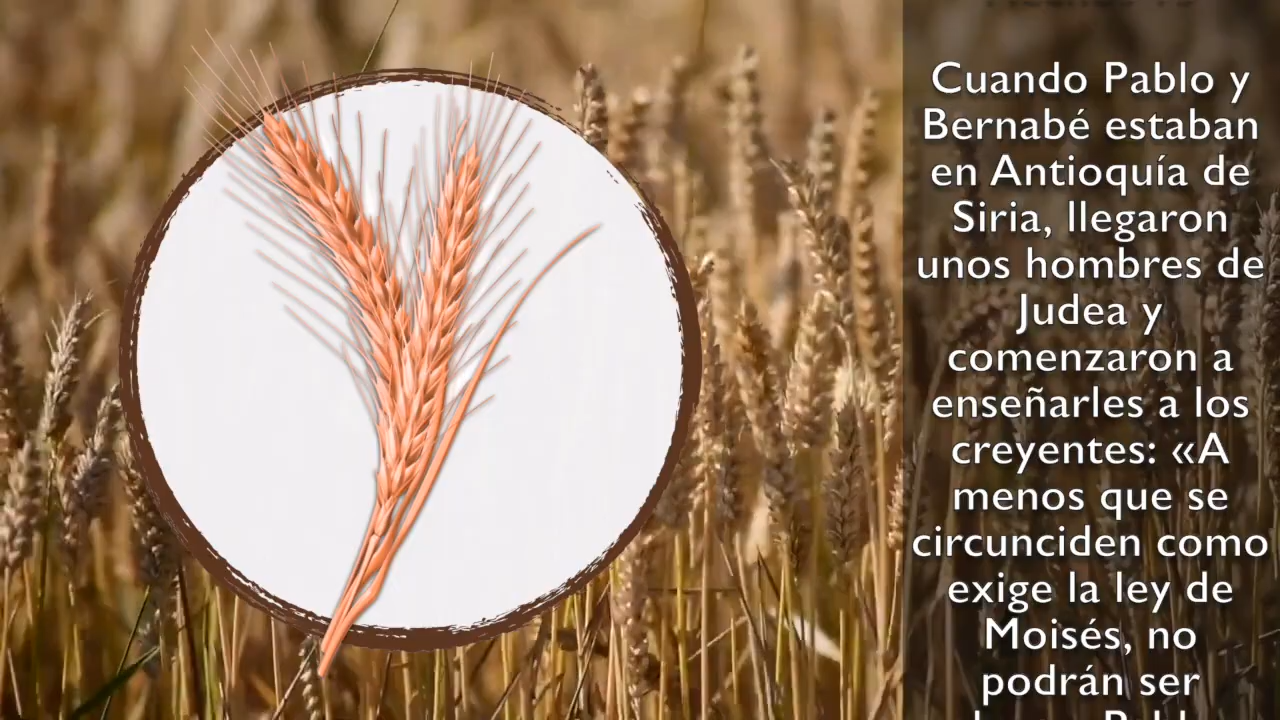 Cuando Pablo y
Bernabé estaban
en Antioquía de
Siria, llegaron
unos hombres de
Judea y
comenzaron a
enseñarles a los
creyentes: «A
menos que se
circunciden como
exige la ley de
Moisés, no
podrán ser